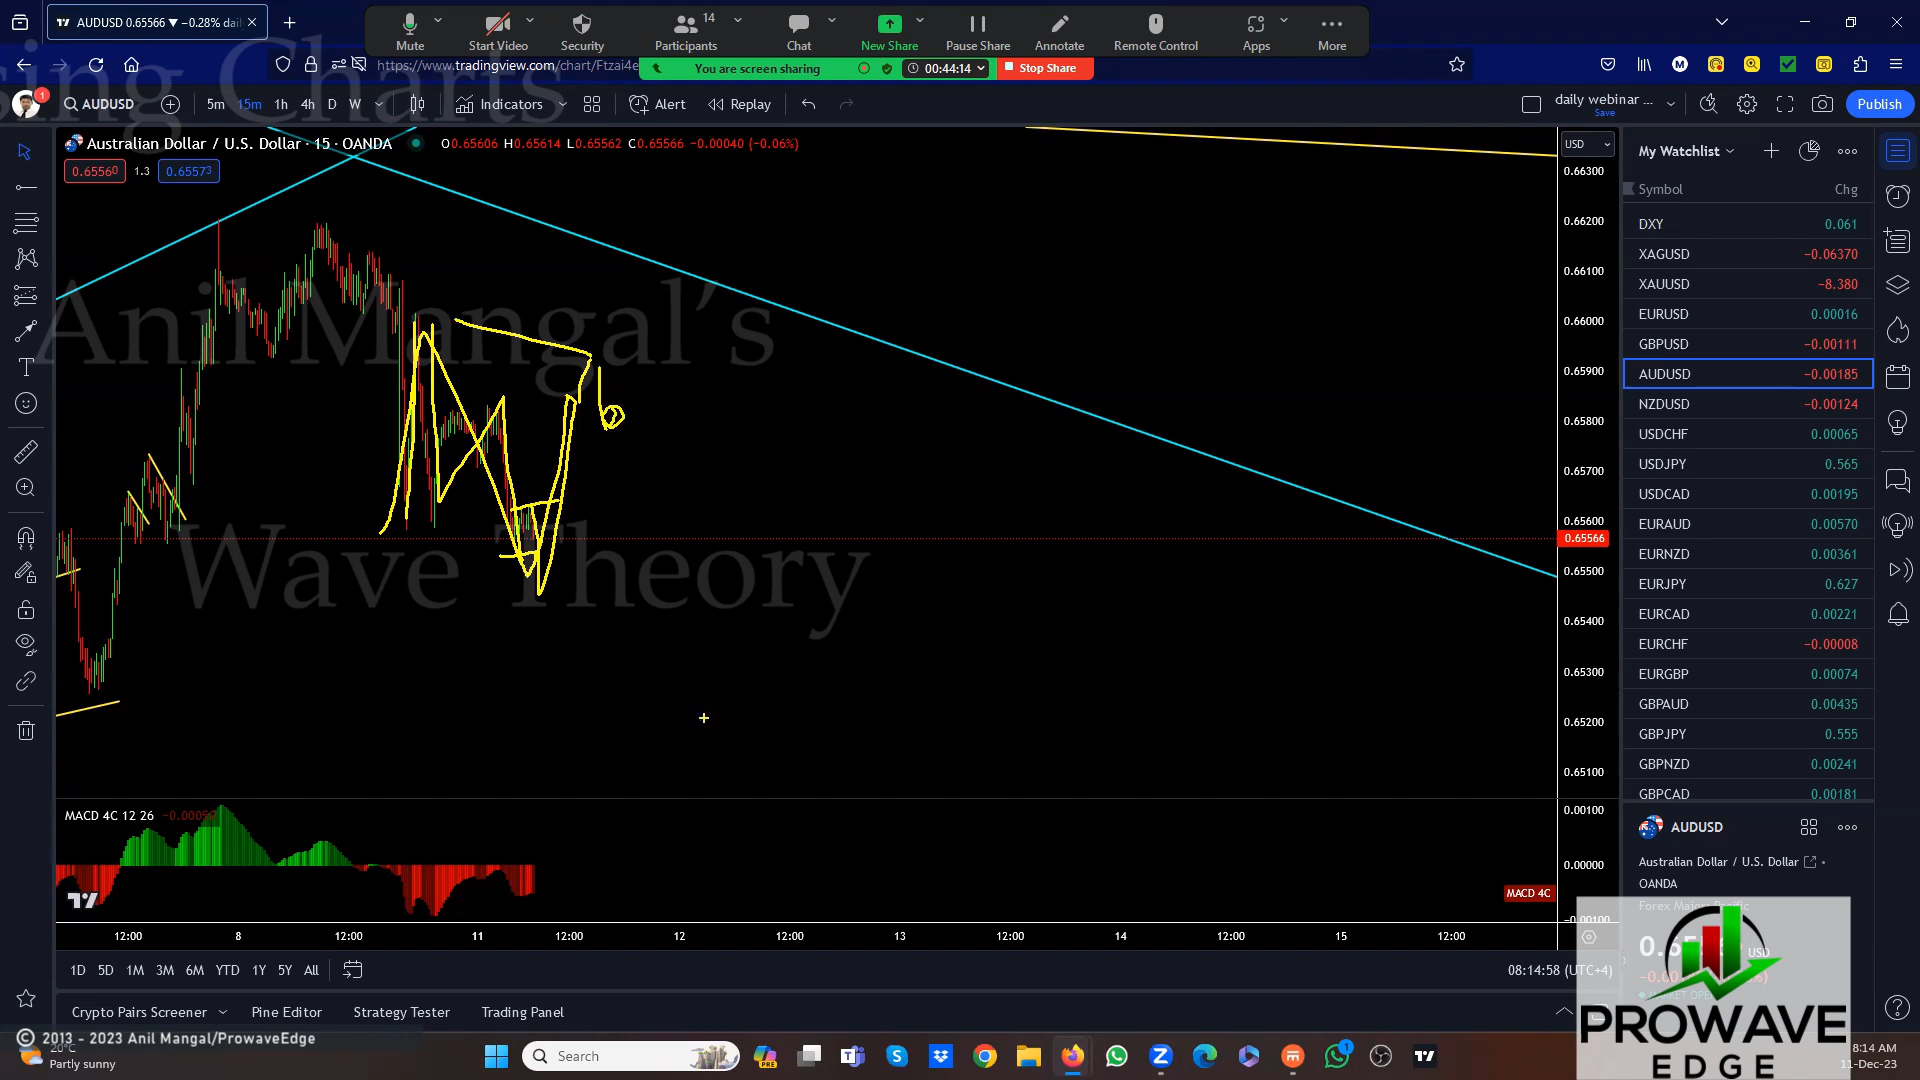 AUDUSD 0.65566 ▼ −0.28% dail
Mute
Start Video
Security
14
Participants
Chat
New Share
Pause Share
Annotate
Remote Control
Apps
More
https://www.tradingview.com/chart/Ftzai4e
You are screen sharing
00:44:14
Stop Share
sing Charts
1
AUDUSD
5m 15m 1h 4h D W
Indicators
Alert
Replay
daily webinar ...
Save
Publish
Australian Dollar / U.S. Dollar · 15 · OANDA
O0.65606 H0.65614 L0.65562 C0.65566 −0.00040 (−0.06%)
0.65560 1.3 0.65573
USD
0.66300
0.66200
0.66100
0.66000
0.65900
0.65800
0.65700
0.65600
0.65566
0.65500
0.65400
0.65300
0.65200
0.65100
Anil Mangal's
Wave Theory
My Watchlist
Symbol Chg
DXY 0.061
XAGUSD −0.06370
XAUUSD −8.380
EURUSD 0.00016
GBPUSD −0.00111
AUDUSD −0.00185
NZDUSD −0.00124
USDCHF 0.00065
USDJPY 0.565
USDCAD 0.00195
EURAUD 0.00570
EURNZD 0.00361
EURJPY 0.627
EURCAD 0.00221
EURCHF −0.00008
EURGBP 0.00074
GBPAUD 0.00435
GBPJPY 0.555
GBPNZD 0.00241
GBPCAD 0.00181
MACD 4C 12 26
0.00100
0.00000
MACD 4C
−0.00100
12:00 8 12:00 11 12:00 12 12:00 13 12:00 14 12:00 15 12:00
1D 5D 1M 3M 6M YTD 1Y 5Y All
08:14:58 (UTC+4)
AUDUSD
Australian Dollar / U.S. Dollar
OANDA
Forex Major
USD
Crypto Pairs Screener
Pine Editor
Strategy Tester
Trading Panel
PROWAVE
EDGE
© 2013 - 2023 Anil Mangal/ProwaveEdge
20°C
Partly sunny
Search
PRE
1
8:14 AM
11-Dec-23